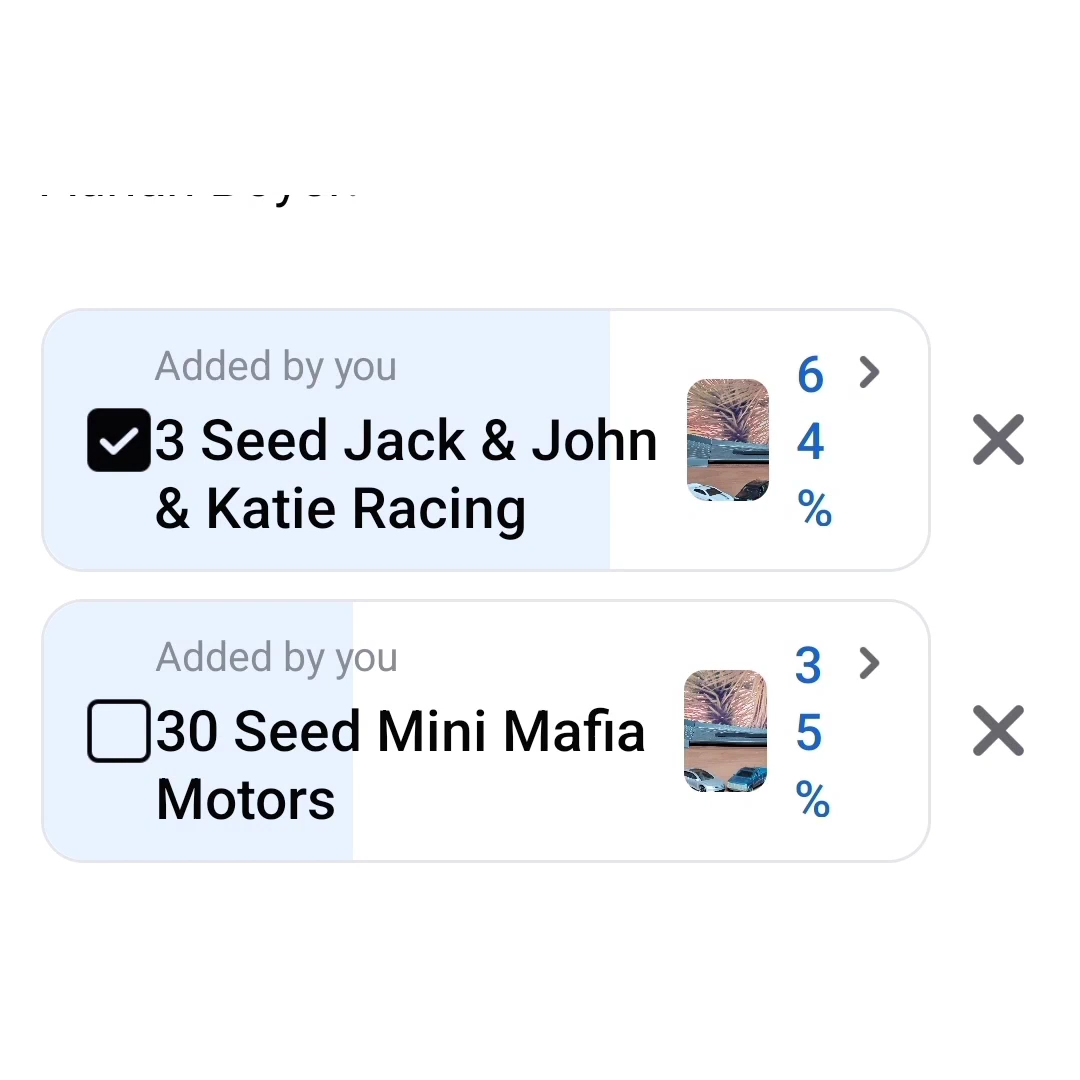 Added by you
3 Seed Jack & John
& Katie Racing
6
4
%
Added by you
30 Seed Mini Mafia
Motors
3
5
%